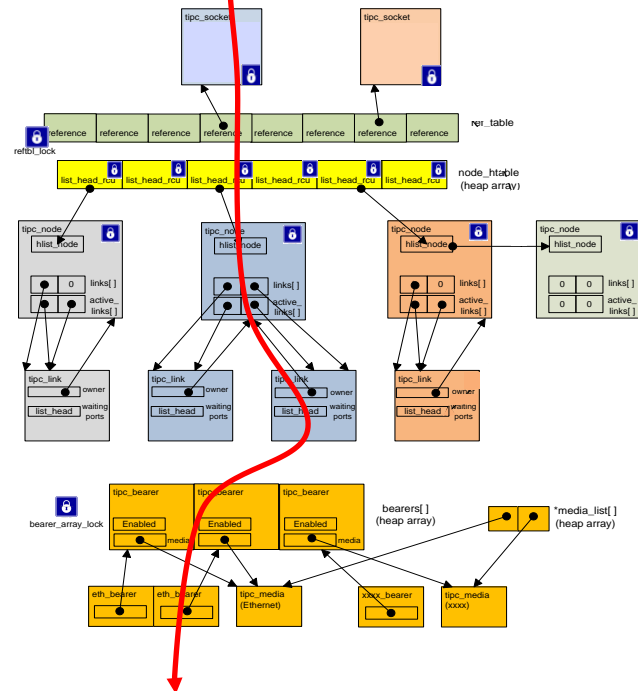 tipc_socket
tipc_socket
reference reference reference reference reference reference reference reference
ref_table
reftbl_lock
list_head_rcu list_head_rcu list_head_rcu list_head_rcu list_head_rcu list_head_rcu
node_htable
(heap array)
tipc_node
hlist_node
0
links[ ]
active_
links[ ]
tipc_node
hlist_node
links[ ]
active_
links[ ]
tipc_node
hlist_node
0
links[ ]
active_
links[ ]
tipc_node
hlist_node
0 0
links[ ]
0 0
active_
links[ ]
tipc_link
owner
list_head
waiting
ports
tipc_link
owner
list_head
waiting
ports
tipc_link
owner
list_head
waiting
ports
tipc_link
owner
list_head
waiting
ports
bearer_array_lock
tipc_bearer
Enabled
media
tipc_bearer
Enabled
tipc_bearer
Enabled
media
bearers[ ]
(heap array)
*media_list[ ]
(heap array)
eth_bearer
eth_bearer
tipc_media
(Ethernet)
xxxx_bearer
tipc_media
(xxxx)